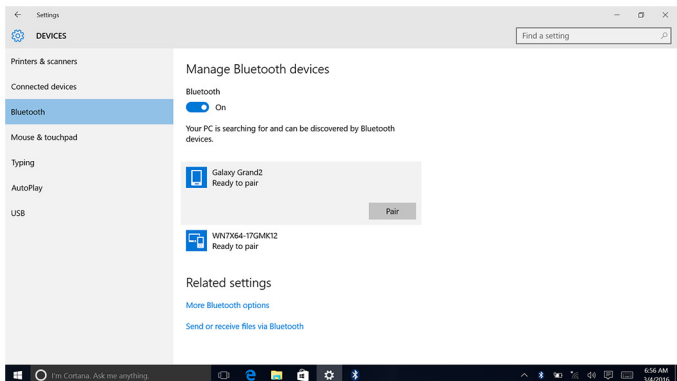 Settings
DEVICES
Find a setting
Printers & scanners
Connected devices
Bluetooth
Mouse & touchpad
Typing
AutoPlay
USB
Manage Bluetooth devices
Bluetooth
On
Your PC is searching for and can be discovered by Bluetooth
devices.
Galaxy Grand2
Ready to pair
Pair
WN7X64-17GMK12
Ready to pair
Related settings
More Bluetooth options
Send or receive files via Bluetooth
I'm Cortana. Ask me anything.
6:56 AM
3/4/2016